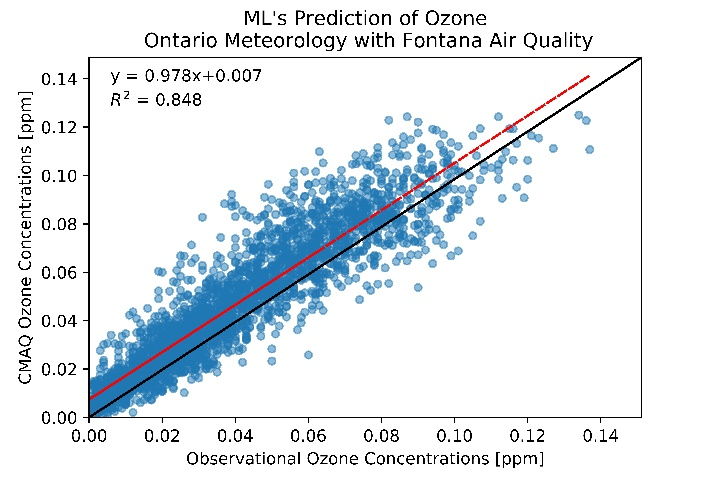 ML's Prediction of Ozone
Ontario Meteorology with Fontana Air Quality
y = 0.978x+0.007
R² = 0.848
CMAQ Ozone Concentrations [ppm]
0.14
0.12
0.10
0.08
0.06
0.04
0.02
0.00
0.00 0.02 0.04 0.06 0.08 0.10 0.12 0.14
Observational Ozone Concentrations [ppm]